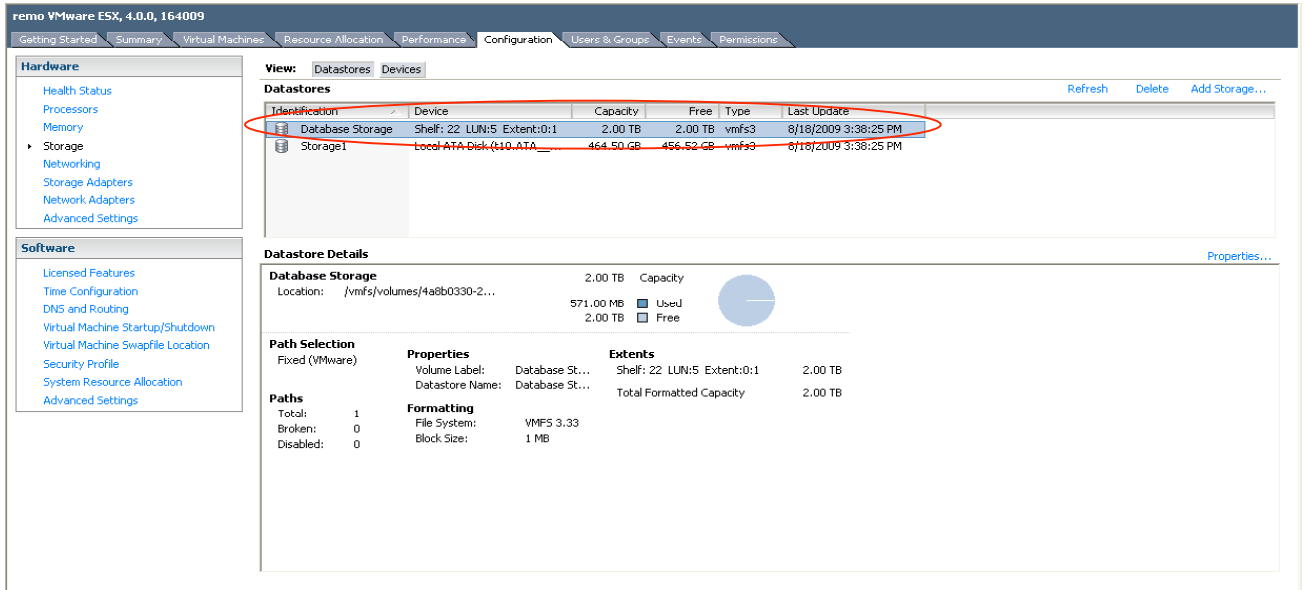 remo VMware ESX, 4.0.0, 164009
Getting Started Summary Virtual Machines Resource Allocation Performance Configuration Users & Groups Events Permissions
Hardware
Health Status
Processors
Memory
Storage
Networking
Storage Adapters
Network Adapters
Advanced Settings
Software
Licensed Features
Time Configuration
DNS and Routing
Virtual Machine Startup/Shutdown
Virtual Machine Swapfile Location
Security Profile
System Resource Allocation
Advanced Settings
View: Datastores Devices
Datastores Refresh Delete Add Storage...
Identification Device Capacity Free Type Last Update
Database Storage Shelf: 22 LUN:5 Extent:0:1 2.00 TB 2.00 TB vmfs3 8/18/2009 3:38:25 PM
Storage1 Local ATA Disk (t10.ATA__... 464.50 GB 456.52 GB vmfs3 8/18/2009 3:38:25 PM
Datastore Details Properties...
Database Storage 2.00 TB Capacity
Location: /vmfs/volumes/4a8b0330-2...
571.00 MB Used
2.00 TB Free
Path Selection
Fixed (VMware)
Paths
Total: 1
Broken: 0
Disabled: 0
Properties
Volume Label: Database St...
Datastore Name: Database St...
Formatting
File System: VMFS 3.33
Block Size: 1 MB
Extents
Shelf: 22 LUN:5 Extent:0:1 2.00 TB
Total Formatted Capacity 2.00 TB